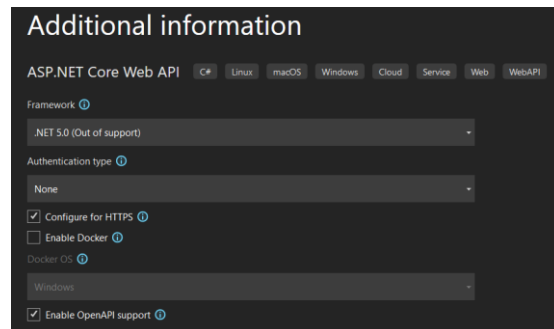 Additional information
ASP.NET Core Web API C# Linux macOS Windows Cloud Service Web WebAPI
Framework
.NET 5.0 (Out of support)
Authentication type
None
Configure for HTTPS
Enable Docker
Docker OS
Windows
Enable OpenAPI support